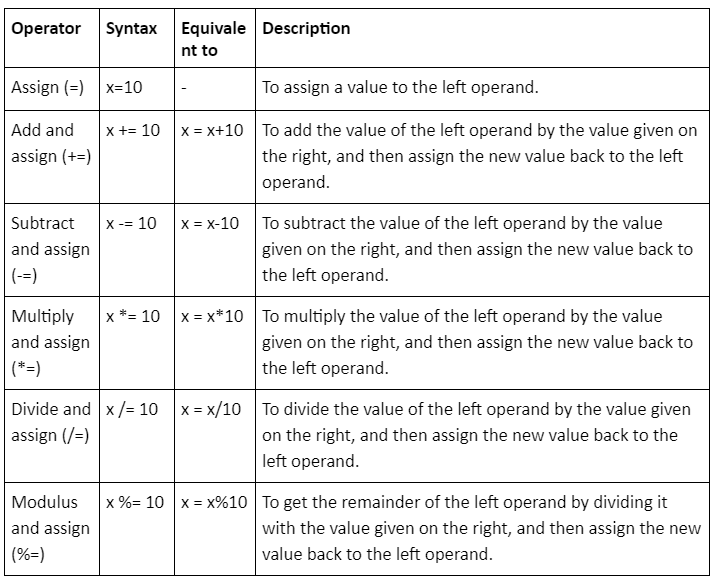 Operator Syntax Equivale Description
nt to
Assign (=) x=10 - To assign a value to the left operand.
Add and x += 10 x = x+10 To add the value of the left operand by the value given on
assign (+=) the right, and then assign the new value back to the left
operand.
Subtract x -= 10 x = x-10 To subtract the value of the left operand by the value
and assign given on the right, and then assign the new value back to
(-=) the left operand.
Multiply x *= 10 x = x*10 To multiply the value of the left operand by the value
and assign given on the right, and then assign the new value back to
(*=) the left operand.
Divide and x /= 10 x = x/10 To divide the value of the left operand by the value given
assign (/=) on the right, and then assign the new value back to the
left operand.
Modulus x %= 10 x = x%10 To get the remainder of the left operand by dividing it
and assign with the value given on the right, and then assign the new
(%=) value back to the left operand.